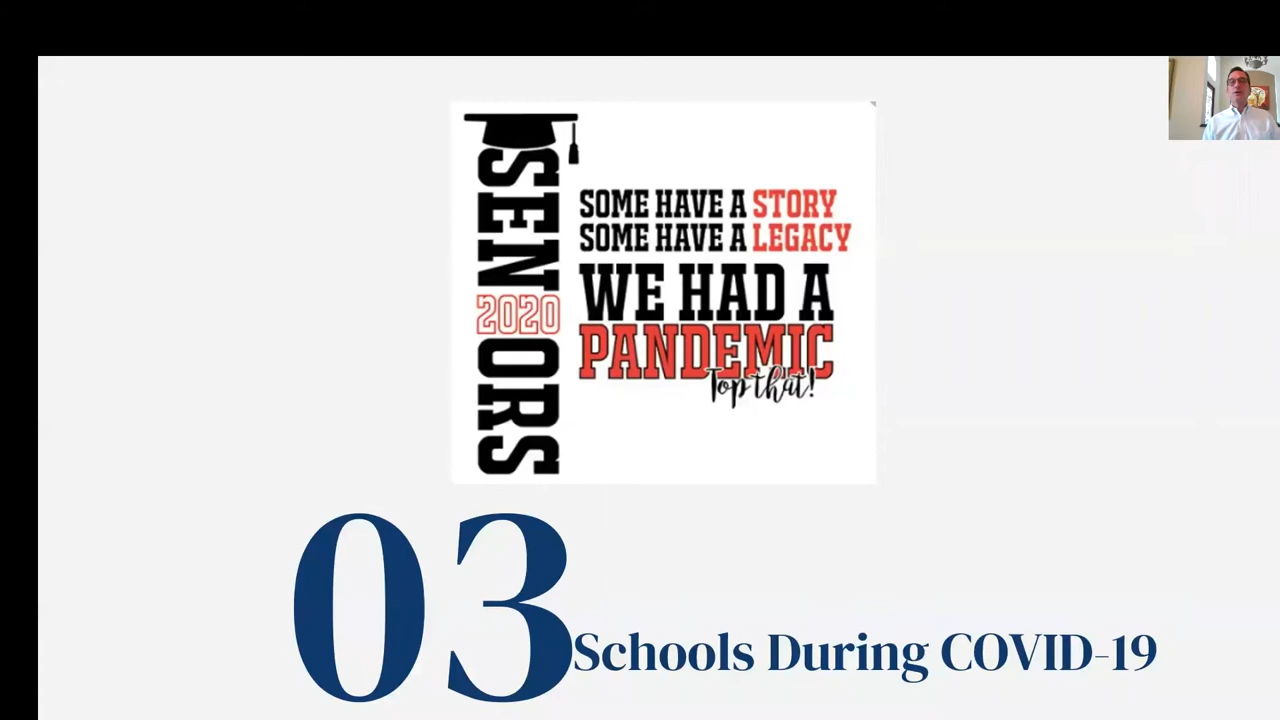 SENIORS
2020
SOME HAVE A STORY
SOME HAVE A LEGACY
WE HAD A
PANDEMIC
Top that!
03
Schools During COVID-19